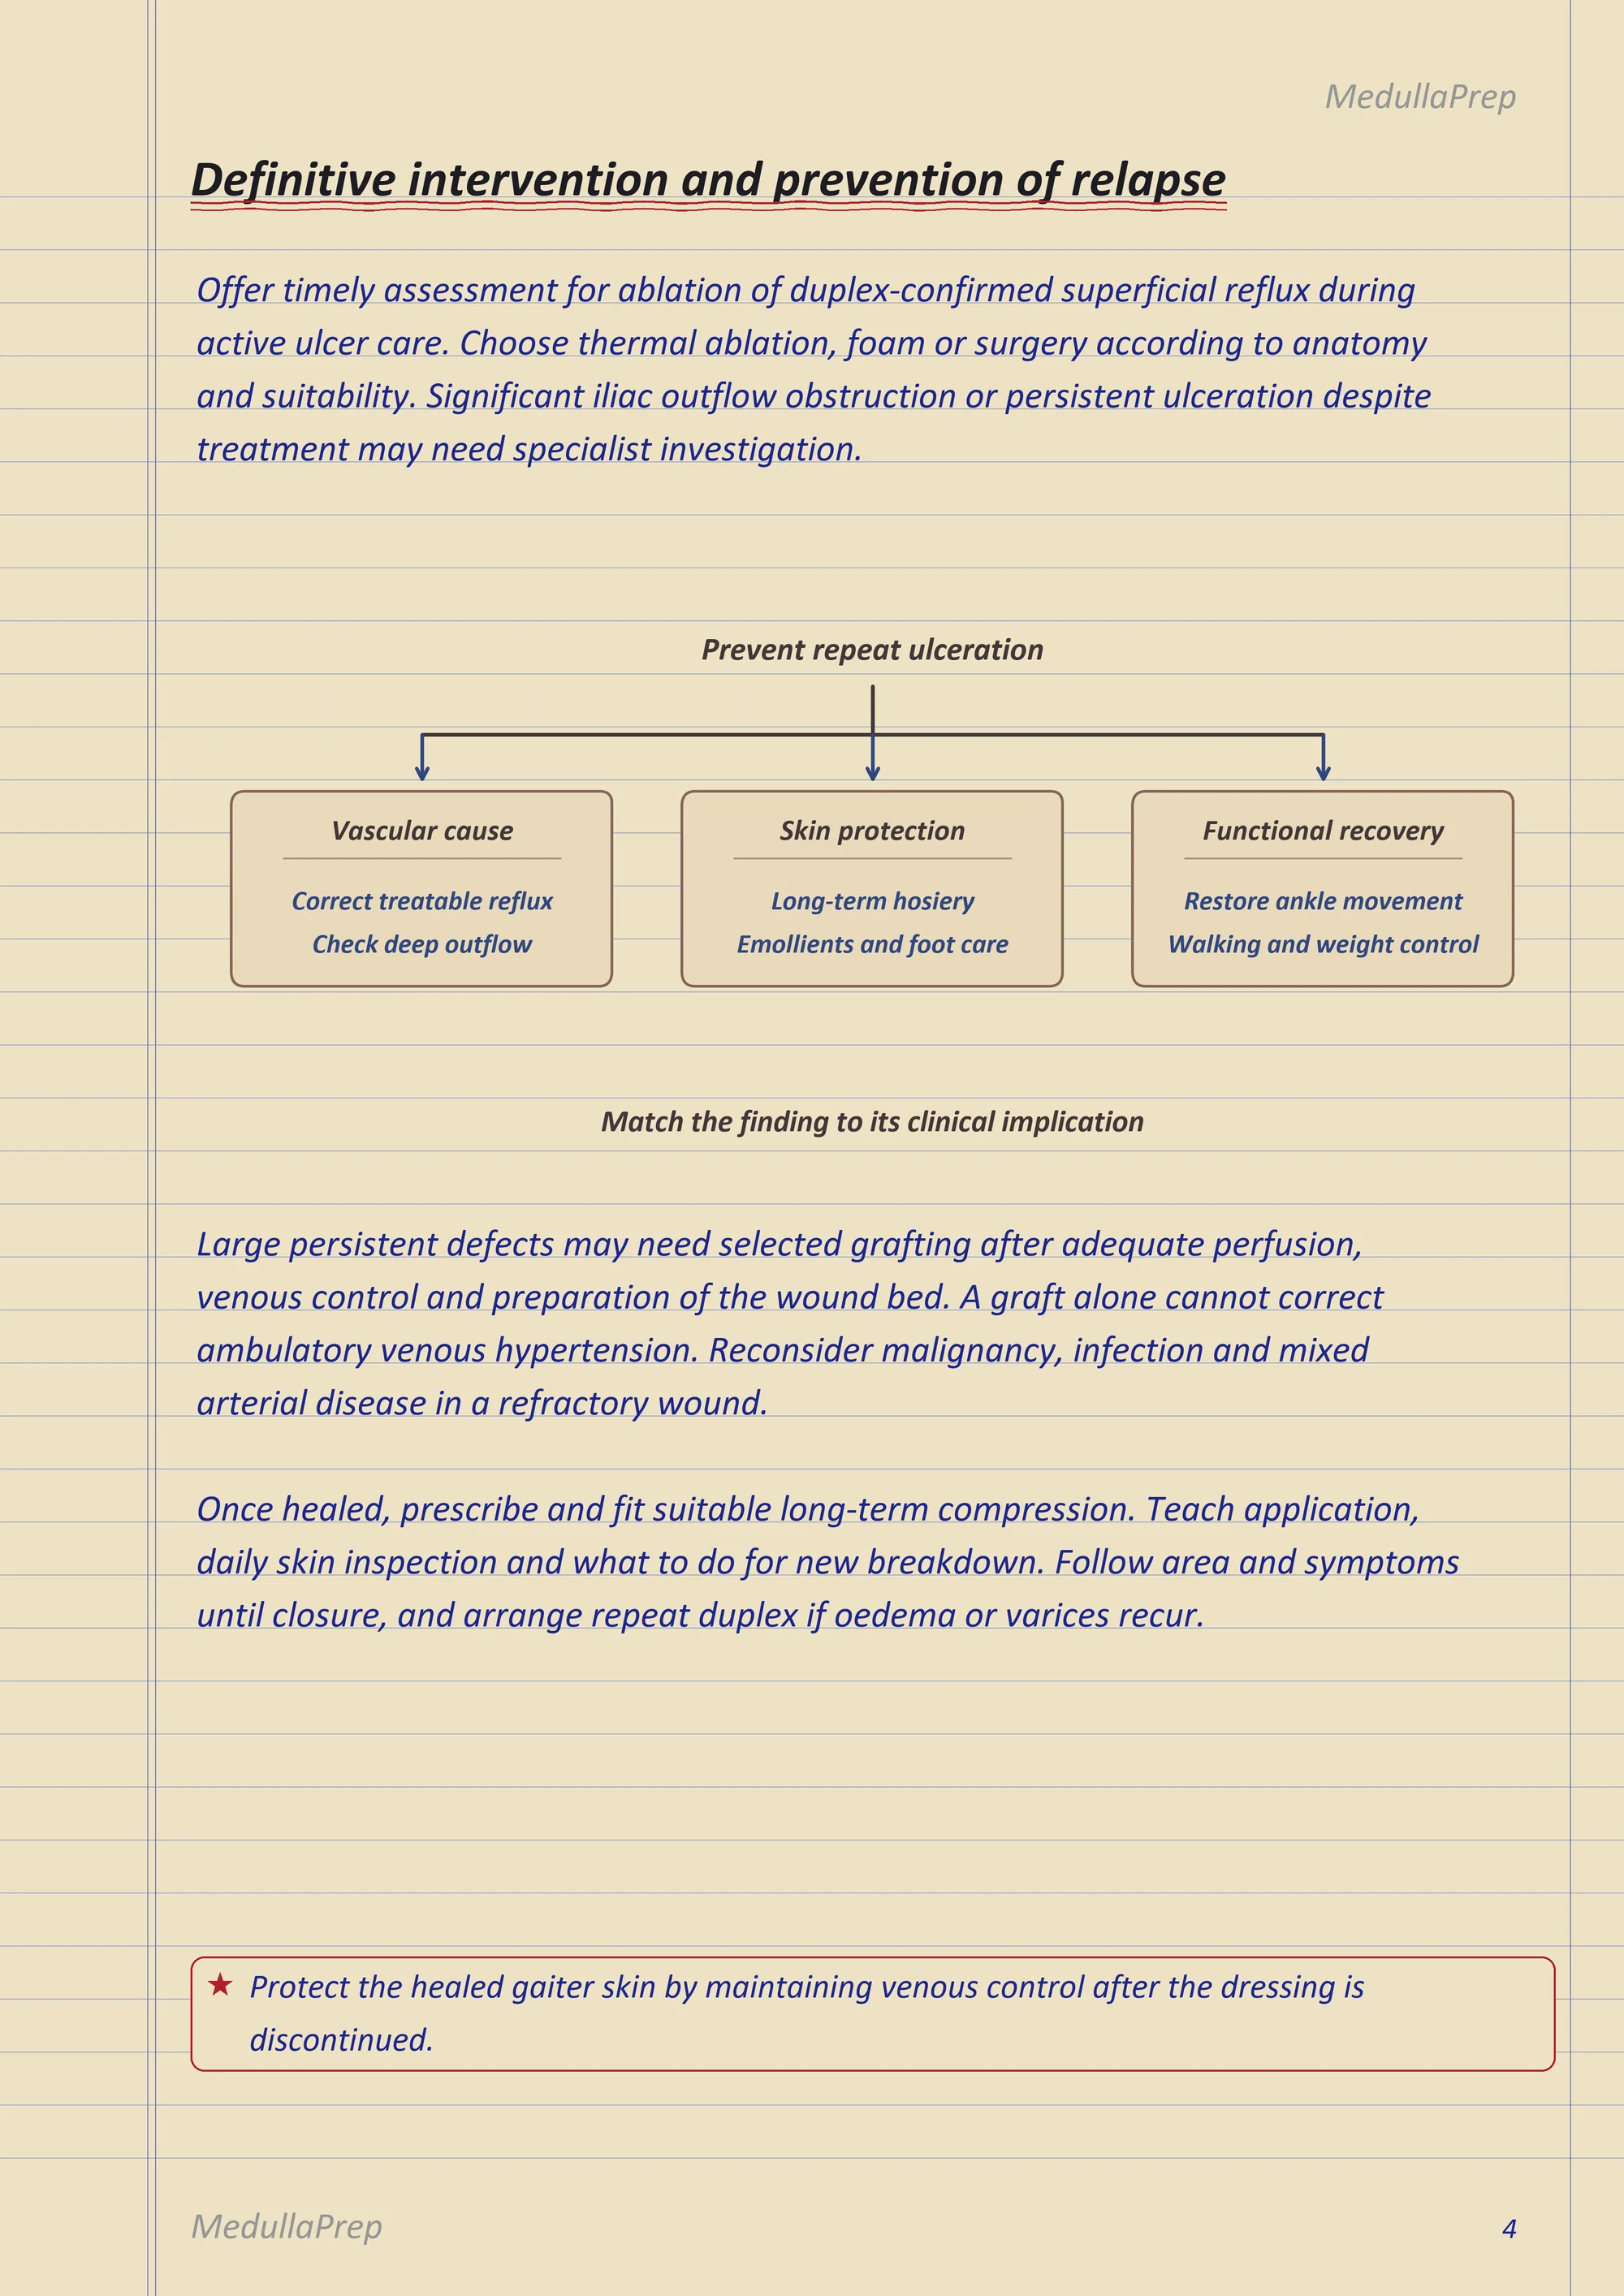 MedullaPrep
Definitive intervention and prevention of relapse
Offer timely assessment for ablation of duplex-confirmed superficial reflux during
active ulcer care. Choose thermal ablation, foam or surgery according to anatomy
and suitability. Significant iliac outflow obstruction or persistent ulceration despite
treatment may need specialist investigation.
Prevent repeat ulceration
Vascular cause
Correct treatable reflux
Check deep outflow
Skin protection
Long-term hosiery
Emollients and foot care
Functional recovery
Restore ankle movement
Walking and weight control
Match the finding to its clinical implication
Large persistent defects may need selected grafting after adequate perfusion,
venous control and preparation of the wound bed. A graft alone cannot correct
ambulatory venous hypertension. Reconsider malignancy, infection and mixed
arterial disease in a refractory wound.
Once healed, prescribe and fit suitable long-term compression. Teach application,
daily skin inspection and what to do for new breakdown. Follow area and symptoms
until closure, and arrange repeat duplex if oedema or varices recur.
★ Protect the healed gaiter skin by maintaining venous control after the dressing is
discontinued.
MedullaPrep
4